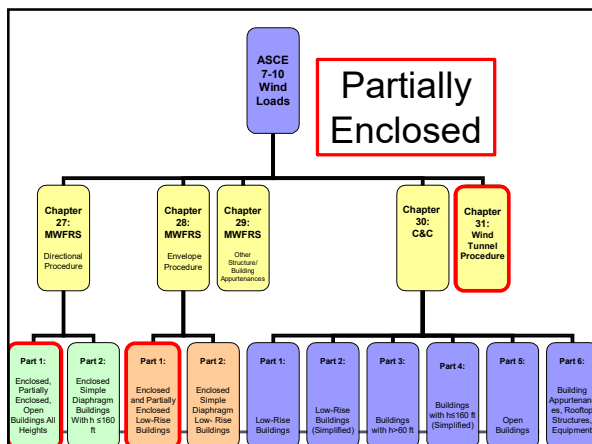 ASCE
7-10
Wind
Loads
Partially
Enclosed
Chapter
27:
MWFRS
Directional
Procedure
Chapter
28:
MWFRS
Envelope
Procedure
Chapter
29:
MWFRS
Other
Structure/
Building
Appurtenances
Chapter
30:
C&C
Chapter
31: Wind
Tunnel
Procedure
Part 1:
Enclosed,
Partially
Enclosed,
Open
Buildings All
Heights
Part 2:
Enclosed
Simple
Diaphragm
Buildings
With h ≤160
ft
Part 1:
Enclosed
and Partially
Enclosed
Low-Rise
Buildings
Part 2:
Enclosed
Simple
Diaphragm
Low- Rise
Buildings
Part 1:
Low-Rise
Buildings
Part 2:
Low-Rise
Buildings
(Simplified)
Part 3:
Buildings
with h>60 ft
Part 4:
Buildings
with h≤160 ft
(Simplified)
Part 5:
Open
Buildings
Part 6:
Building
Appurtenanc
es, Rooftop
Structures,
Equipment